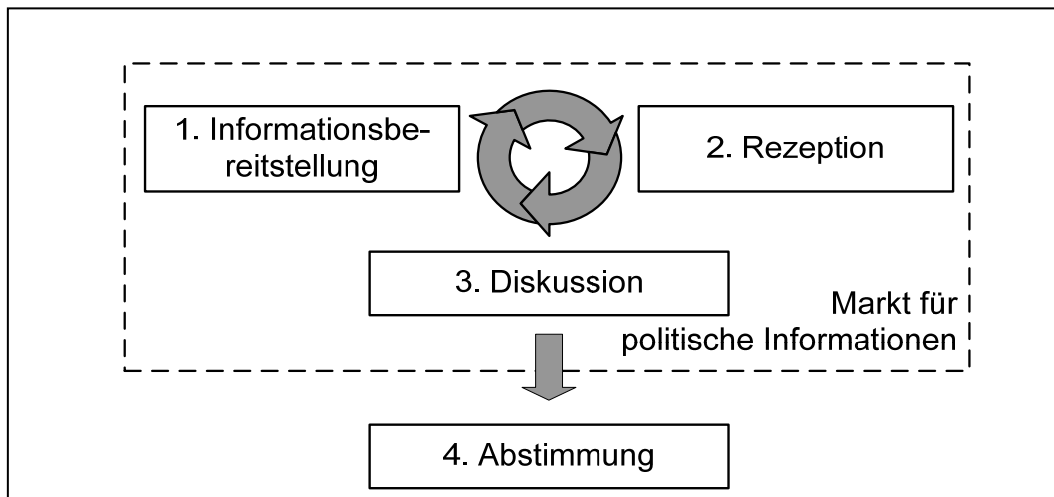 1. Informationsbe-
reitstellung
2. Rezeption
3. Diskussion
Markt für
politische Informationen
4. Abstimmung